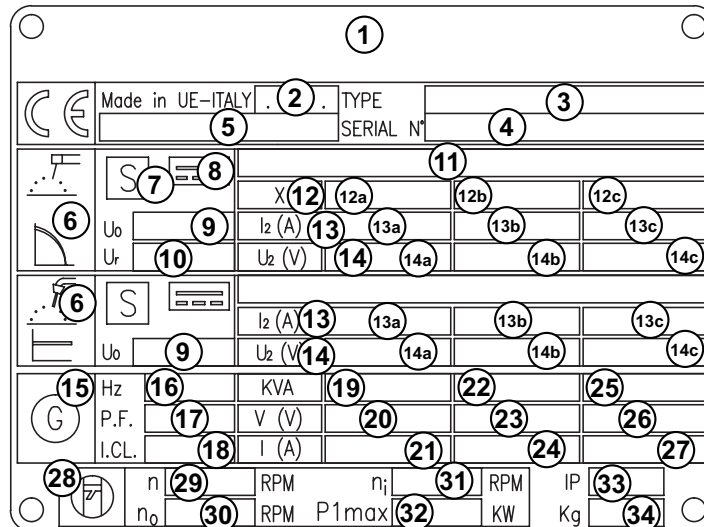 1
CE Made in UE-ITALY . 2 . TYPE 3
5 SERIAL N° 4
S 7 8 11
X 12 12a 12b 12c
6 U₀ 9 I₂ (A) 13 13a 13b 13c
Uᵣ 10 U₂ (V) 14 14a 14b 14c
6 S
I₂ (A) 13 13a 13b 13c
U₀ 9 U₂ (V) 14 14a 14b 14c
15 Hz 16 KVA 19 22 25
G P.F. 17 V (V) 20 23 26
I.CL. 18 I (A) 21 24 27
28 n 29 RPM nᵢ 31 RPM IP 33
n₀ 30 RPM P1max 32 KW Kg 34